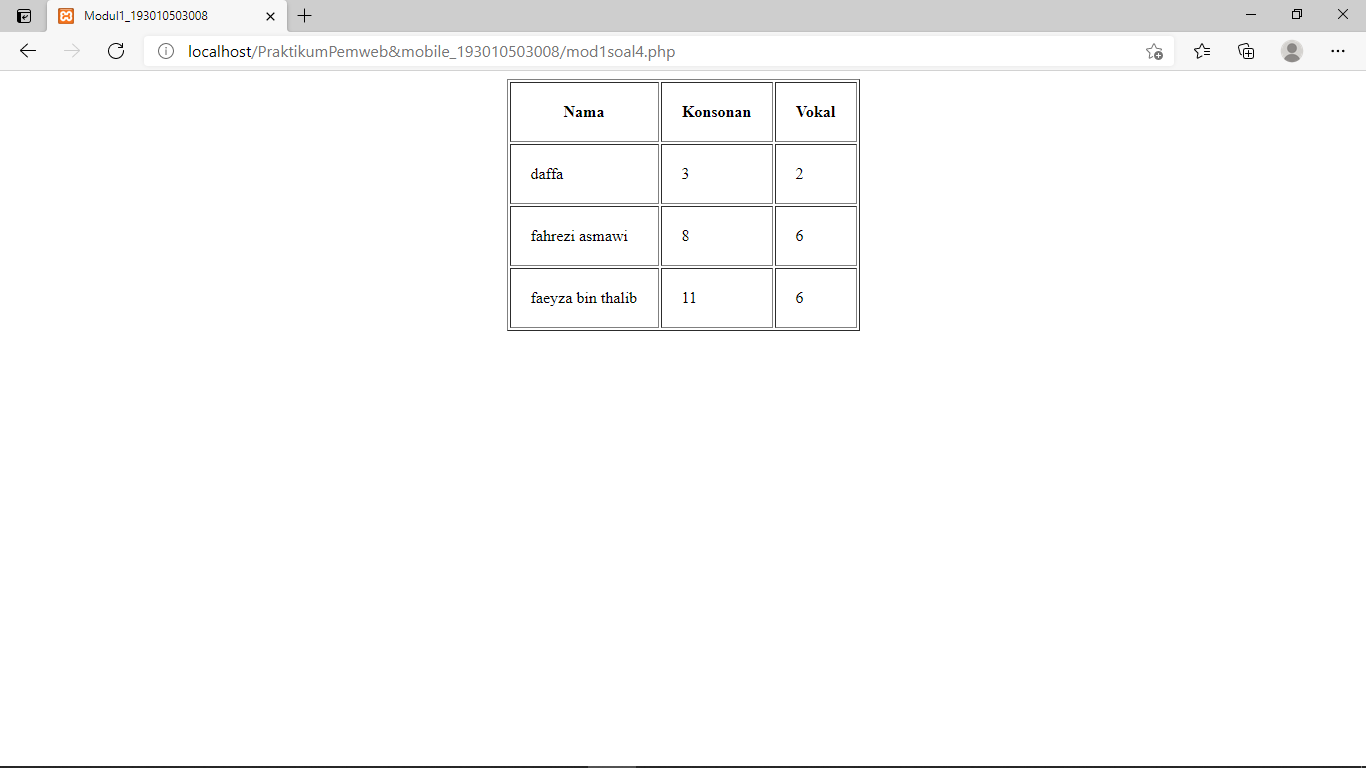 Modul1_193010503008
localhost/PraktikumPemweb&mobile_193010503008/mod1soal4.php
Nama Konsonan Vokal
daffa 3 2
fahrezi asmawi 8 6
faeyza bin thalib 11 6